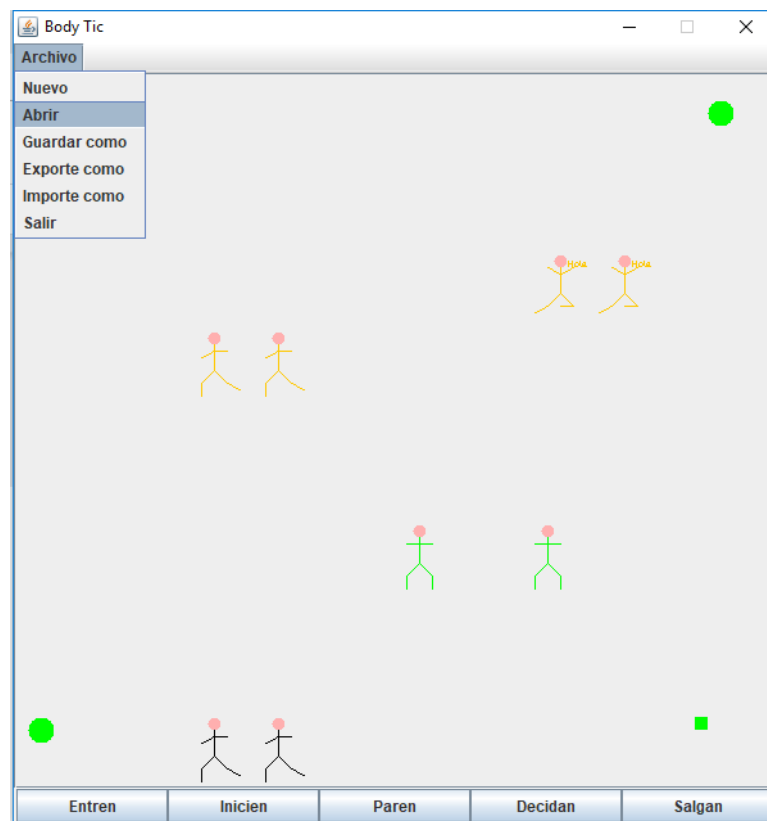 Body Tic
Archivo
Nuevo
Abrir
Guardar como
Exporte como
Importe como
Salir
Hola Hola
Entren Inicien Paren Decidan Salgan